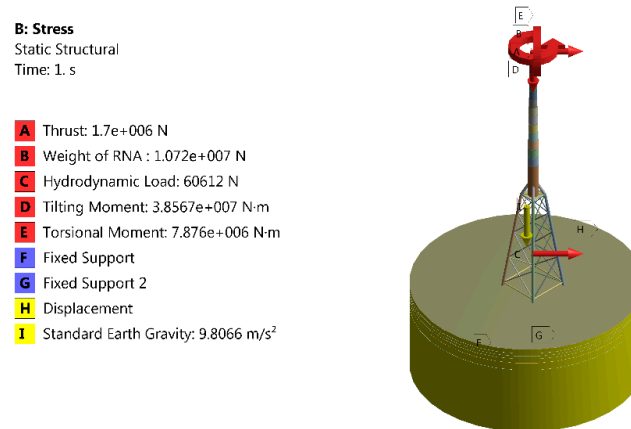 B: Stress
Static Structural
Time: 1. s
A Thrust: 1.7e+006 N
B Weight of RNA : 1.072e+007 N
C Hydrodynamic Load: 60612 N
D Tilting Moment: 3.8567e+007 N·m
E Torsional Moment: 7.876e+006 N·m
F Fixed Support
G Fixed Support 2
H Displacement
I Standard Earth Gravity: 9.8066 m/s²
E
B
A
D
H
C
F
G